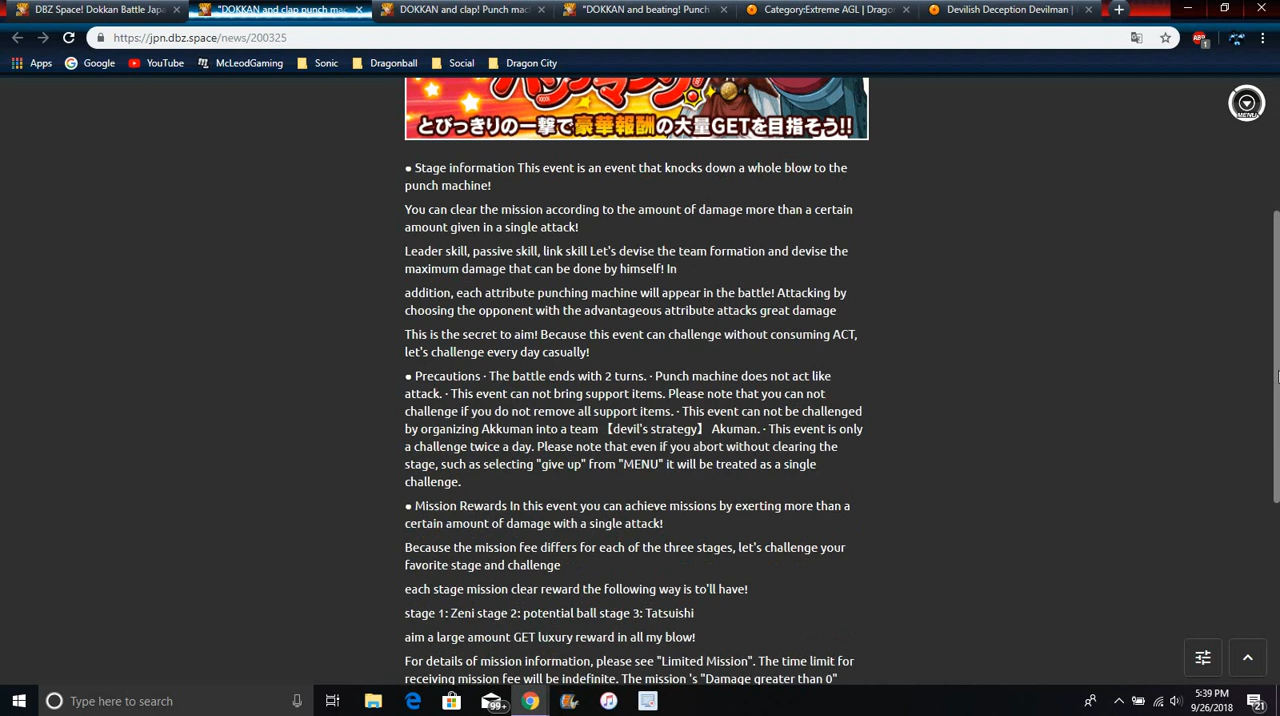 DBZ Space! Dokkan Battle Japa
"DOKKAN and clap punch mac
DOKKAN and clap! Punch mac
"DOKKAN and beating! Punch
Category:Extreme AGL | Drago
Devilish Deception Devilman |
https://jpn.dbz.space/news/200325
Apps
Google
YouTube
McLeodGaming
Sonic
Dragonball
Social
Dragon City
パンチマシン!
とびっきりの一撃で豪華報酬の大量GETを目指そう!!
MENU
● Stage information This event is an event that knocks down a whole blow to the
punch machine!
You can clear the mission according to the amount of damage more than a certain
amount given in a single attack!
Leader skill, passive skill, link skill Let's devise the team formation and devise the
maximum damage that can be done by himself! In
addition, each attribute punching machine will appear in the battle! Attacking by
choosing the opponent with the advantageous attribute attacks great damage
This is the secret to aim! Because this event can challenge without consuming ACT,
let's challenge every day casually!
● Precautions · The battle ends with 2 turns. · Punch machine does not act like
attack. · This event can not bring support items. Please note that you can not
challenge if you do not remove all support items. · This event can not be challenged
by organizing Akkuman into a team 【devil's strategy】 Akuman. · This event is only
a challenge twice a day. Please note that even if you abort without clearing the
stage, such as selecting "give up" from "MENU" it will be treated as a single
challenge.
● Mission Rewards In this event you can achieve missions by exerting more than a
certain amount of damage with a single attack!
Because the mission fee differs for each of the three stages, let's challenge your
favorite stage and challenge
each stage mission clear reward the following way is to'll have!
stage 1: Zeni stage 2: potential ball stage 3: Tatsuishi
aim a large amount GET luxury reward in all my blow!
For details of mission information, please see "Limited Mission". The time limit for
receiving mission fee will be indefinite. The mission 's "Damage greater than 0"
Type here to search
99+
5:39 PM
9/26/2018
21